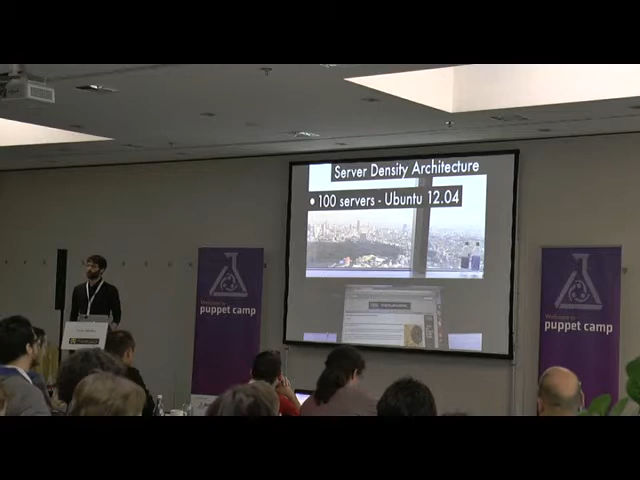 Server Density Architecture
• 100 servers - Ubuntu 12.04
Welcome to
puppet camp
Welcome to
puppet camp